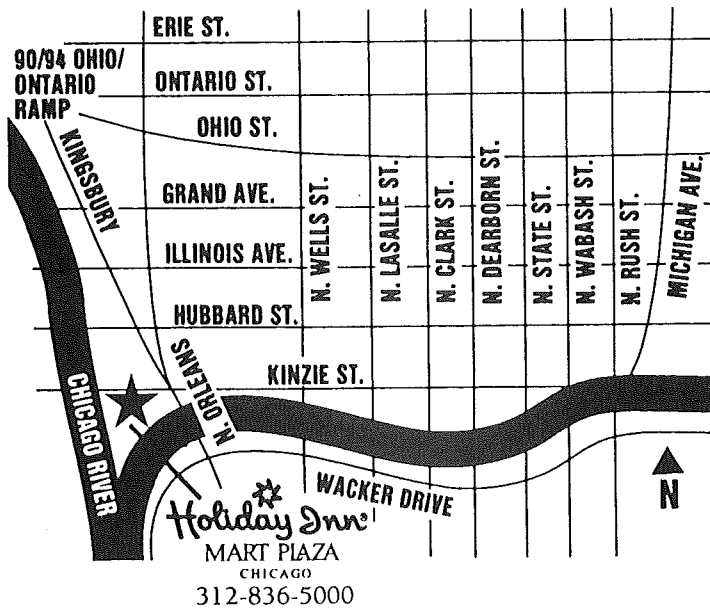 ERIE ST.
90/94 OHIO/
ONTARIO
RAMP
ONTARIO ST.
OHIO ST.
KINGSBURY
GRAND AVE.
N. WELLS ST.
N. LASALLE ST.
N. CLARK ST.
N. DEARBORN ST.
N. STATE ST.
N. WABASH ST.
N. RUSH ST.
MICHIGAN AVE.
ILLINOIS AVE.
HUBBARD ST.
N. ORLEANS
KINZIE ST.
CHICAGO RIVER
WACKER DRIVE
N
Holiday Inn®
MART PLAZA
CHICAGO
312-836-5000